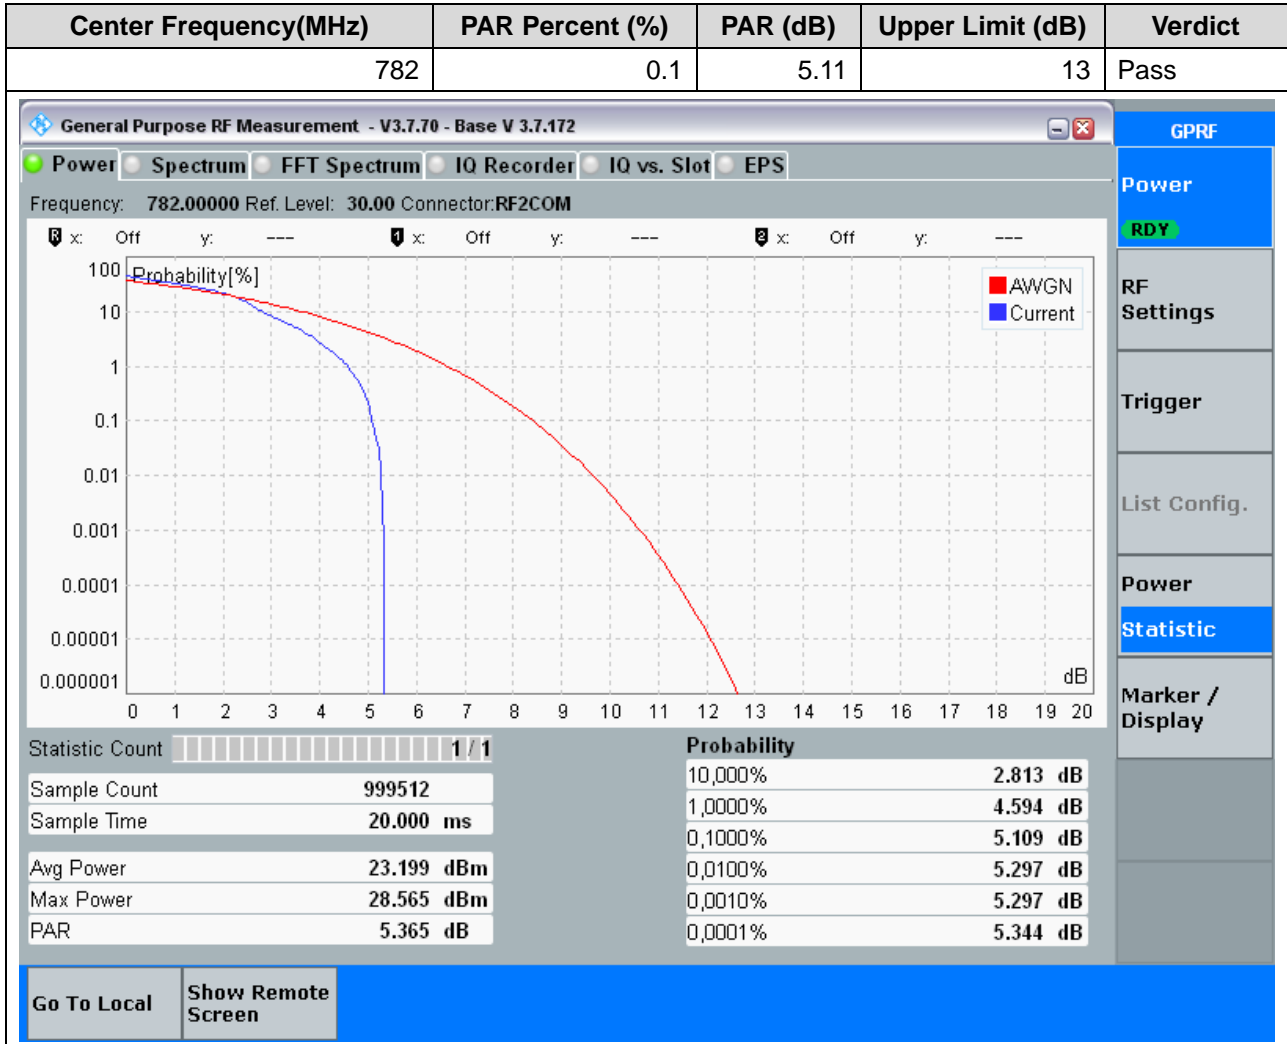 Center Frequency(MHz) PAR Percent (%) PAR (dB) Upper Limit (dB) Verdict
782 0.1 5.11 13 Pass
General Purpose RF Measurement - V3.7.70 - Base V 3.7.172
GPRF
Power Spectrum FFT Spectrum IQ Recorder IQ vs. Slot EPS
Frequency: 782.00000 Ref. Level: 30.00 Connector:RF2COM
R x: Off y: --- 1 x: Off y: --- 2 x: Off y: ---
Probability[%]
AWGN
Current
100
10
1
0.1
0.01
0.001
0.0001
0.00001
0.000001
dB
0 1 2 3 4 5 6 7 8 9 10 11 12 13 14 15 16 17 18 19 20
Statistic Count 1 / 1
Sample Count 999512
Sample Time 20.000 ms
Avg Power 23.199 dBm
Max Power 28.565 dBm
PAR 5.365 dB
Probability
10,000% 2.813 dB
1,0000% 4.594 dB
0,1000% 5.109 dB
0,0100% 5.297 dB
0,0010% 5.297 dB
0,0001% 5.344 dB
Power
RDY
RF
Settings
Trigger
List Config.
Power
Statistic
Marker /
Display
Go To Local
Show Remote
Screen